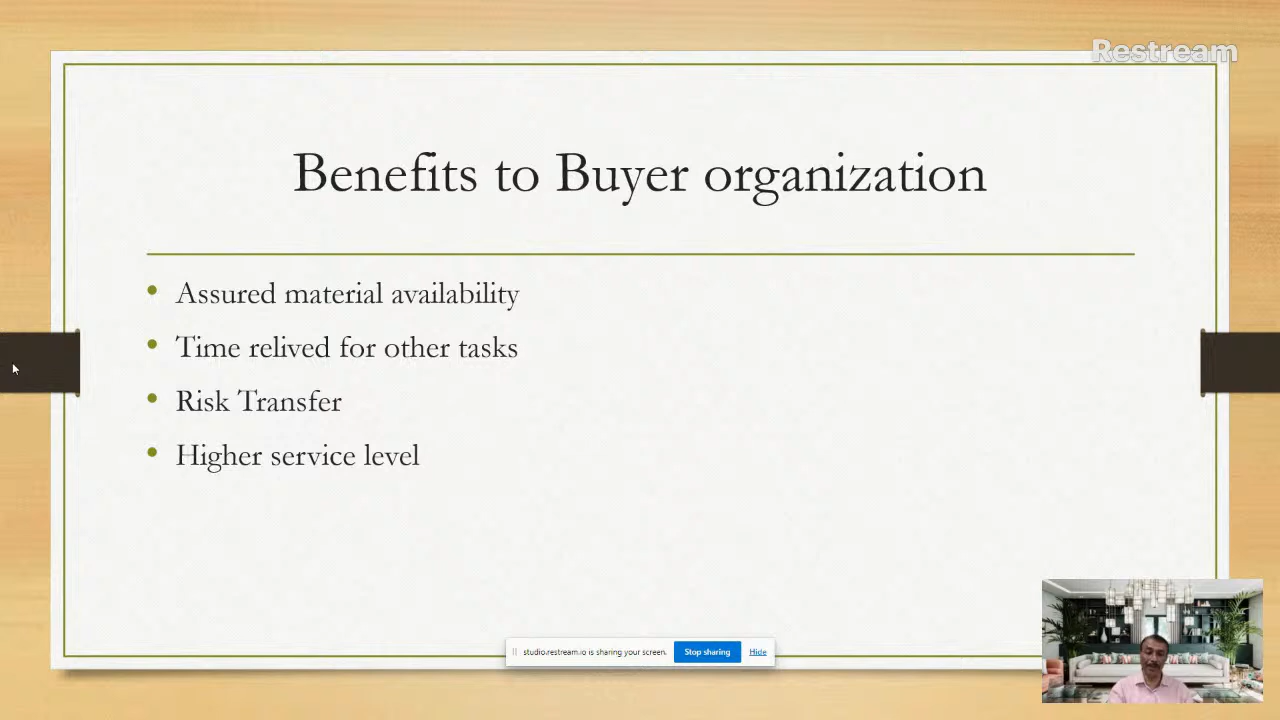 Restream
Benefits to Buyer organization
• Assured material availability
• Time relived for other tasks
• Risk Transfer
• Higher service level
studio.restream.io is sharing your screen.
Stop sharing
Hide